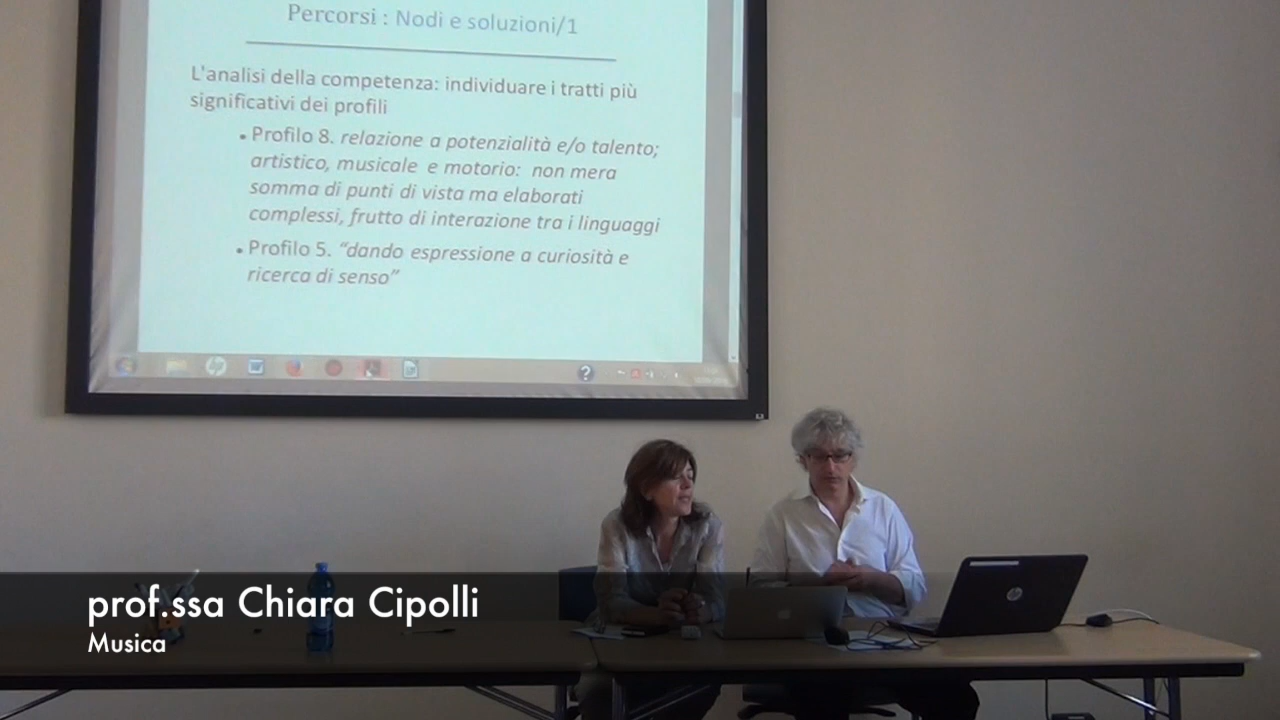 Percorsi : Nodi e soluzioni/1
L'analisi della competenza: individuare i tratti più
significativi dei profili
• Profilo 8. relazione a potenzialità e/o talento;
artistico, musicale e motorio: non mera
somma di punti di vista ma elaborati
complessi, frutto di interazione tra i linguaggi
• Profilo 5. “dando espressione a curiosità e
ricerca di senso”
hp
?
hp
prof.ssa Chiara Cipolli
Musica